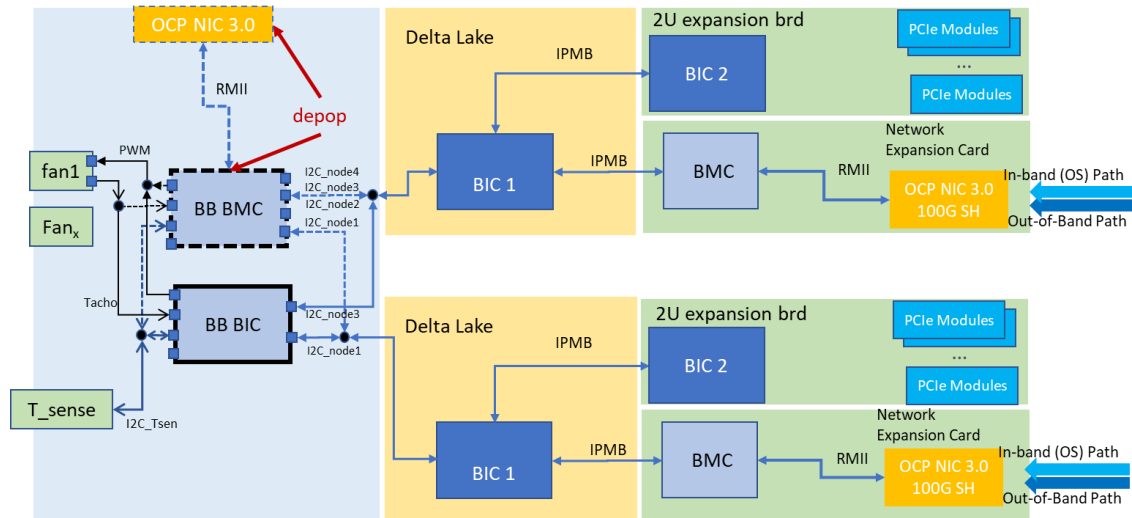 OCP NIC 3.0
RMII
depop
PWM
fan1
Fanx
Tacho
BB BMC
I2C_node4
I2C_node3
I2C_node2
I2C_node1
BB BIC
I2C_node3
I2C_node1
T_sense
I2C_Tsen
Delta Lake
IPMB
BIC 1
IPMB
2U expansion brd
BIC 2
PCIe Modules
...
PCIe Modules
BMC
RMII
Network
Expansion Card
OCP NIC 3.0
100G SH
In-band (OS) Path
Out-of-Band Path
Delta Lake
IPMB
BIC 1
IPMB
2U expansion brd
BIC 2
PCIe Modules
...
PCIe Modules
BMC
RMII
Network
Expansion Card
OCP NIC 3.0
100G SH
In-band (OS) Path
Out-of-Band Path